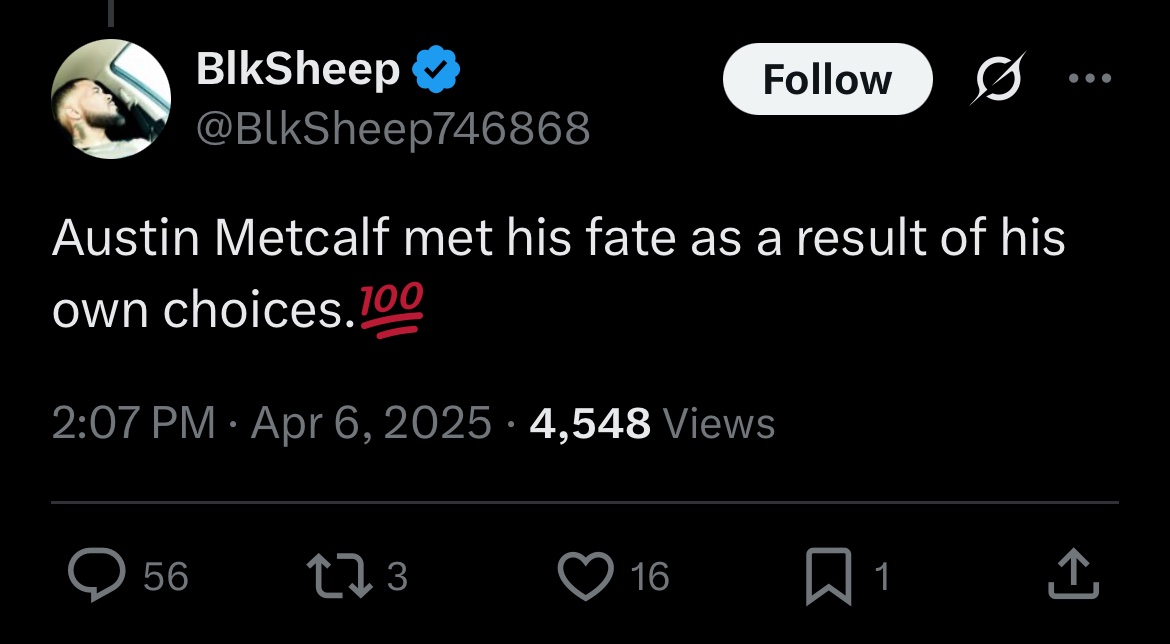 BlkSheep
Follow
@BlkSheep746868
Austin Metcalf met his fate as a result of his
own choices.💯
2:07 PM · Apr 6, 2025 · 4,548 Views
56 3 16 1